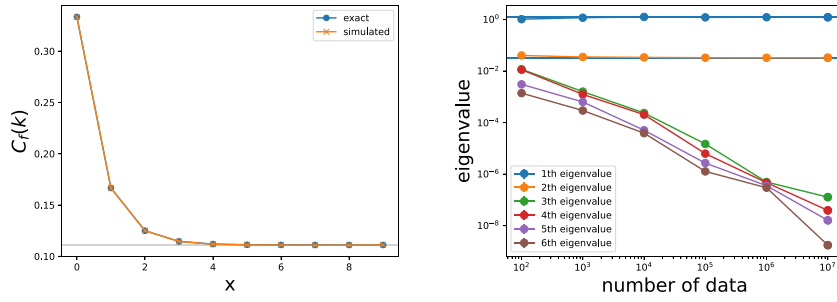 exact
simulated
0.35
0.30
0.25
0.20
0.15
0.10
C_f(k)
0 2 4 6 8
x
10^0
10^{-2}
10^{-4}
10^{-6}
10^{-8}
eigenvalue
1th eigenvalue
2th eigenvalue
3th eigenvalue
4th eigenvalue
5th eigenvalue
6th eigenvalue
10^2 10^3 10^4 10^5 10^6 10^7
number of data